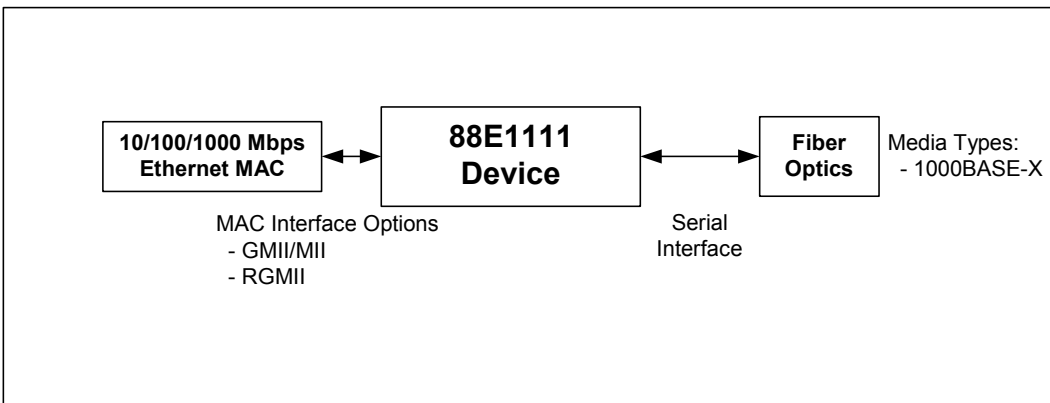 10/100/1000 Mbps
Ethernet MAC
88E1111
Device
Fiber
Optics
Media Types:
- 1000BASE-X
MAC Interface Options
- GMII/MII
- RGMII
Serial
Interface